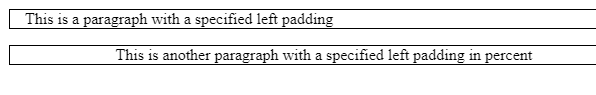 This is a paragraph with a specified left padding
This is another paragraph with a specified left padding in percent